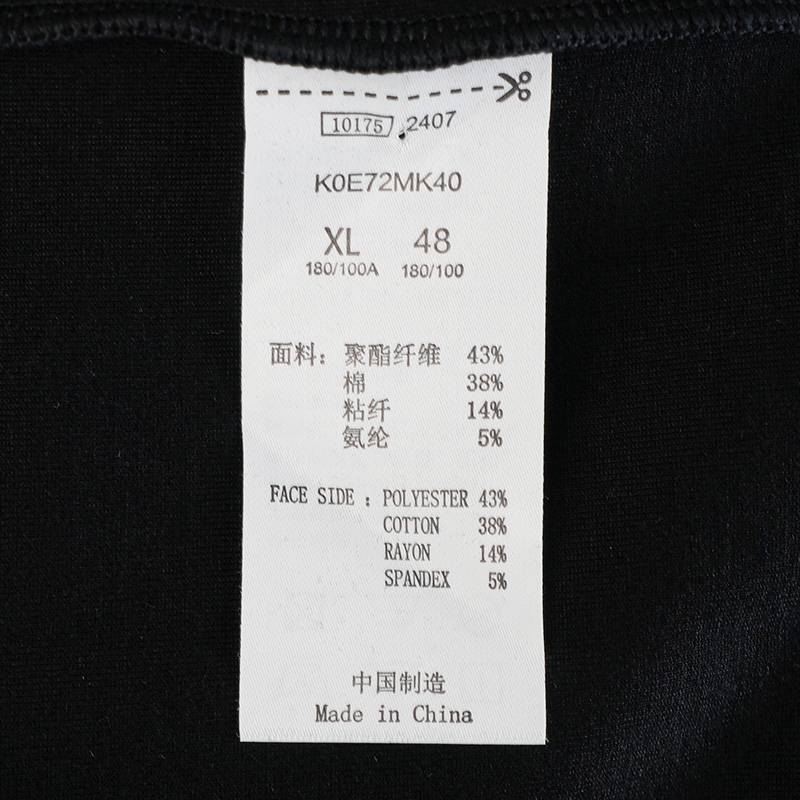 10175 2407
K0E72MK40
XL 48
180/100A 180/100
面料：聚酯纤维 43%
棉 38%
粘纤 14%
氨纶 5%
FACE SIDE : POLYESTER 43%
COTTON 38%
RAYON 14%
SPANDEX 5%
中国制造
Made in China